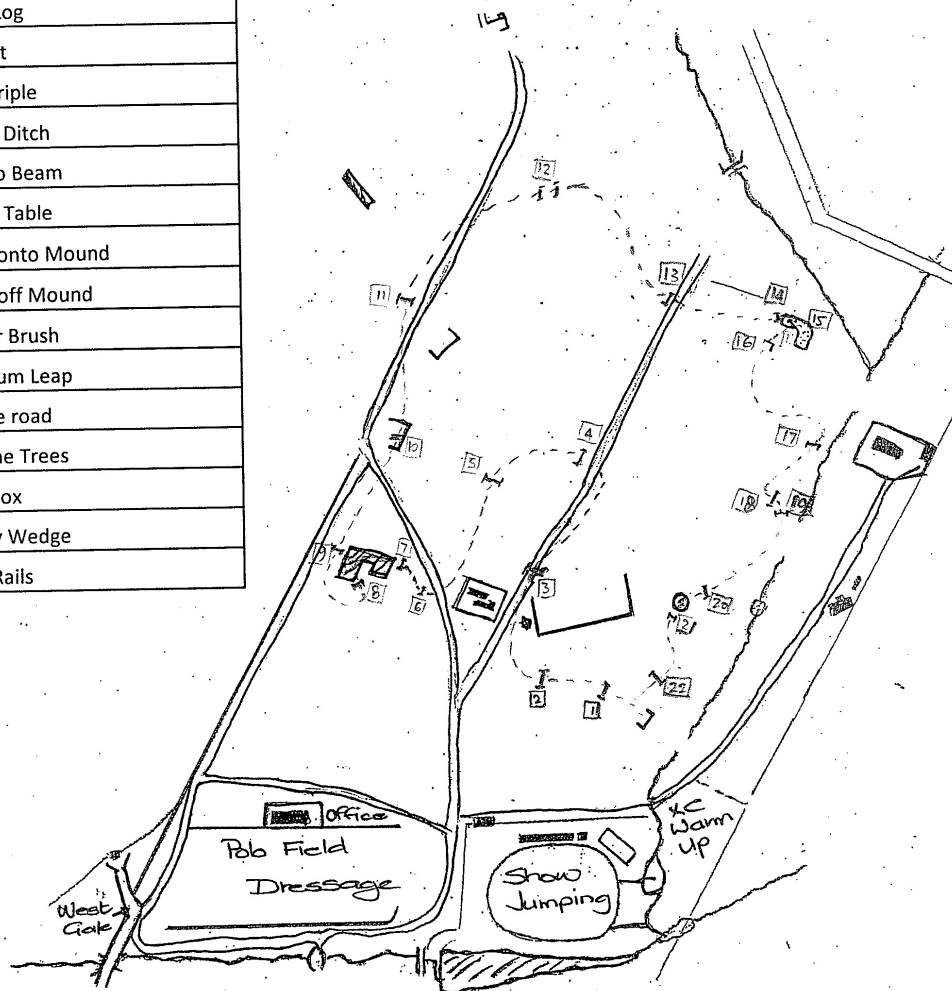 og
t
riple
Ditch
o Beam
Table
onto Mound
off Mound
r Brush
um Leap
e road
he Trees
ox
y Wedge
Rails
12
13
11
14
15
16
4
17
10
5
18
19
9
7
3
8
6
20
21
2
1
22
Office
Pob Field
Dressage
XC
Warm
Up
Show
Jumping
West
Gate